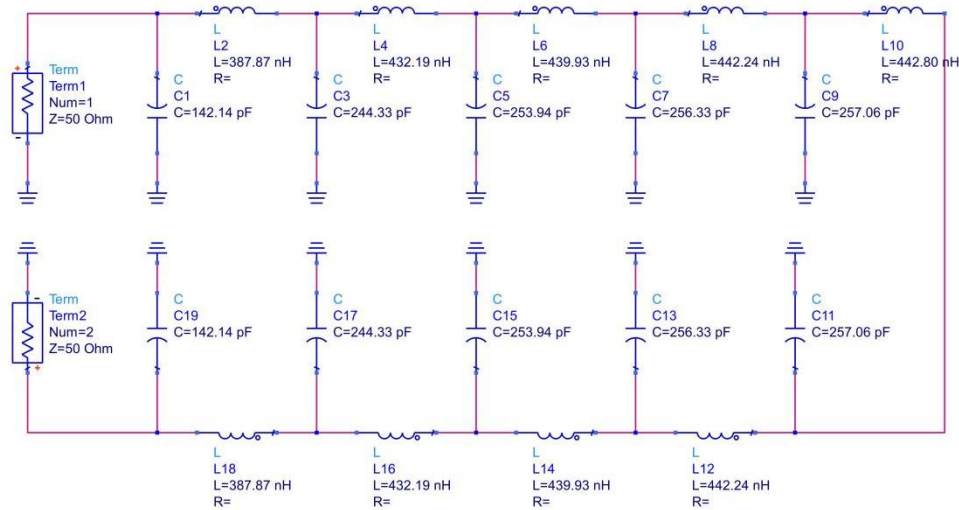 L
L2
L=387.87 nH
R=
L
L4
L=432.19 nH
R=
L
L6
L=439.93 nH
R=
L
L8
L=442.24 nH
R=
L
L10
L=442.80 nH
R=
+
Term
Term1
Num=1
Z=50 Ohm
-
C
C1
C=142.14 pF
C
C3
C=244.33 pF
C
C5
C=253.94 pF
C
C7
C=256.33 pF
C
C9
C=257.06 pF
-
Term
Term2
Num=2
Z=50 Ohm
+
C
C19
C=142.14 pF
C
C17
C=244.33 pF
C
C15
C=253.94 pF
C
C13
C=256.33 pF
C
C11
C=257.06 pF
L
L18
L=387.87 nH
R=
L
L16
L=432.19 nH
R=
L
L14
L=439.93 nH
R=
L
L12
L=442.24 nH
R=